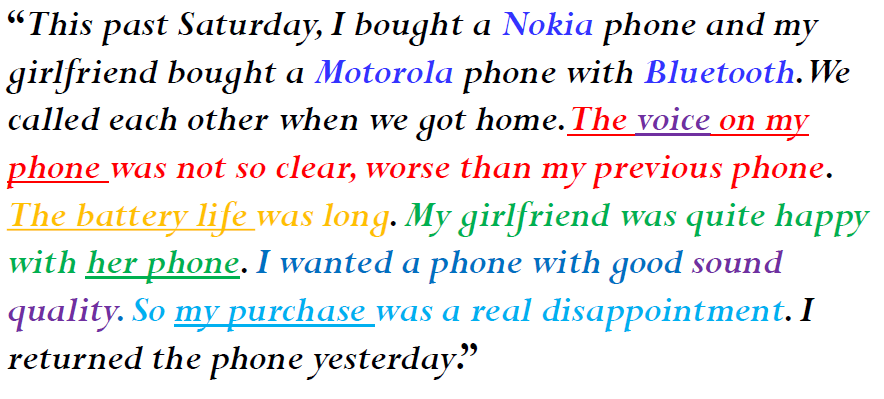 “This past Saturday, I bought a Nokia phone and my
girlfriend bought a Motorola phone with Bluetooth. We
called each other when we got home. The voice on my
phone was not so clear, worse than my previous phone.
The battery life was long. My girlfriend was quite happy
with her phone. I wanted a phone with good sound
quality. So my purchase was a real disappointment. I
returned the phone yesterday.”